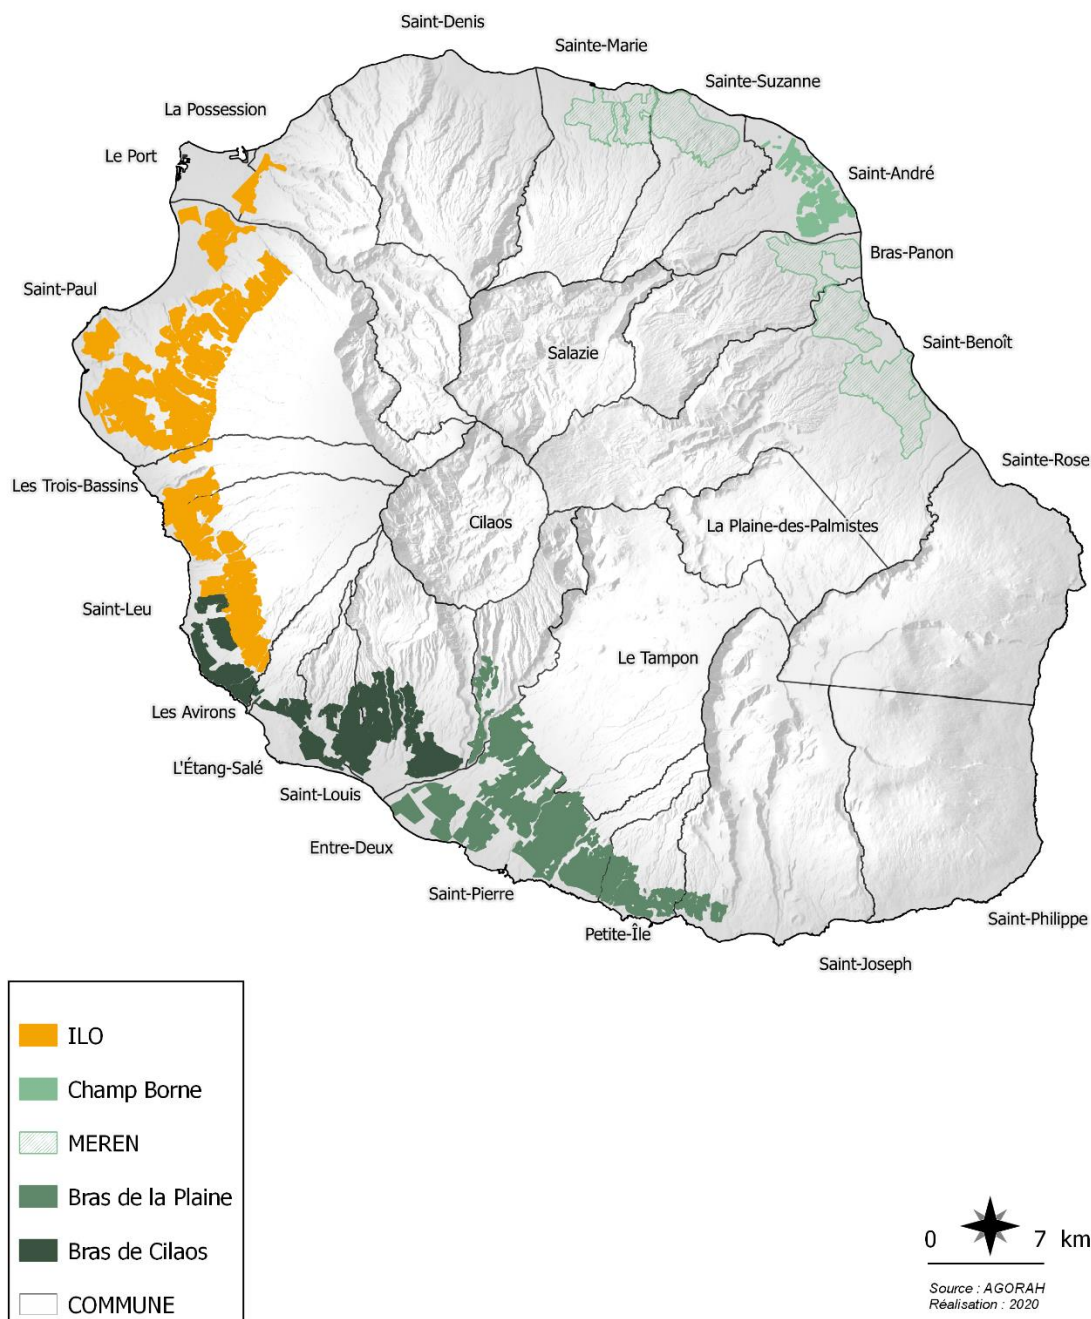 Saint-Denis
Sainte-Marie
Sainte-Suzanne
La Possession
Le Port
Saint-André
Bras-Panon
Saint-Paul
Saint-Benoît
Salazie
Sainte-Rose
Les Trois-Bassins
Cilaos
La Plaine-des-Palmistes
Saint-Leu
Le Tampon
Les Avirons
L'Étang-Salé
Saint-Louis
Entre-Deux
Saint-Pierre
Petite-Île
Saint-Philippe
Saint-Joseph
ILO
Champ Borne
MEREN
Bras de la Plaine
Bras de Cilaos
COMMUNE
0 7 km
Source : AGORAH
Réalisation : 2020